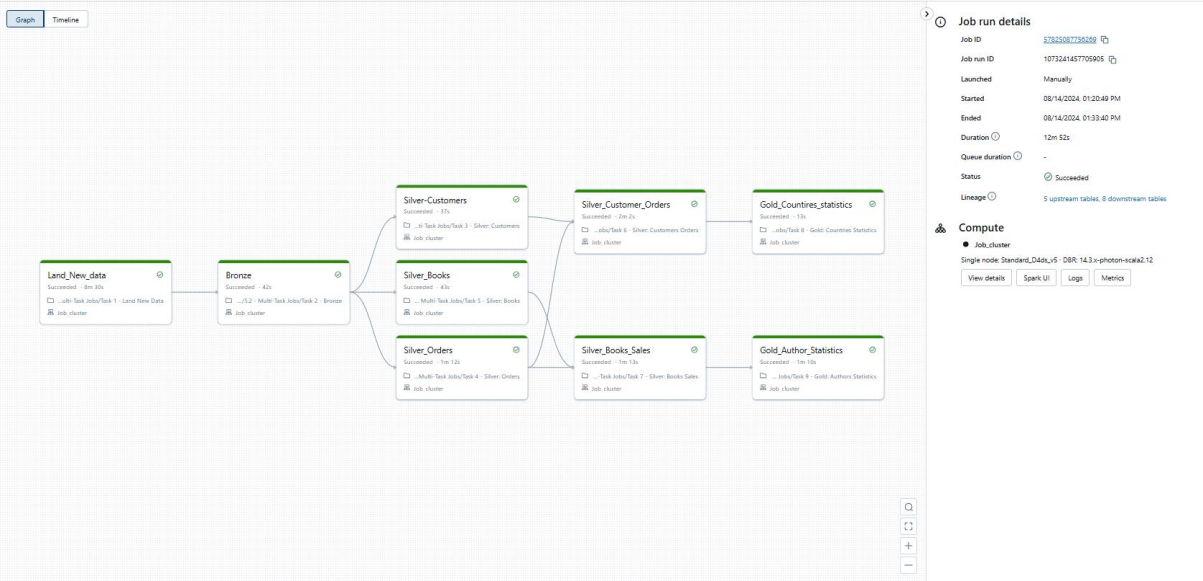 Graph
Timeline
Land_New_data
Succeeded · 8m 30s
...ulti-Task Jobs/Task 1 - Land New Data
Job_cluster
Bronze
Succeeded · 42s
.../5.2 - Multi-Task Jobs/Task 2 - Bronze
Job_cluster
Silver-Customers
Succeeded · 37s
...ti-Task Jobs/Task 3 - Silver: Customers
Job_cluster
Silver_Books
Succeeded · 43s
... Multi-Task Jobs/Task 5 - Silver: Books
Job_cluster
Silver_Orders
Succeeded · 1m 12s
...Multi-Task Jobs/Task 4 - Silver: Orders
Job_cluster
Silver_Customer_Orders
Succeeded · 2m 2s
...obs/Task 6 - Silver: Customers Orders
Job_cluster
Silver_Books_Sales
Succeeded · 1m 13s
...-Task Jobs/Task 7 - Silver: Books Sales
Job_cluster
Gold_Countires_statistics
Succeeded · 13s
...obs/Task 8 - Gold: Countries Statistics
Job_cluster
Gold_Author_Statistics
Succeeded · 1m 10s
...Jobs/Task 9 - Gold: Authors Statistics
Job_cluster
Job run details
Job ID 57825087756269
Job run ID 1073241457705905
Launched Manually
Started 08/14/2024, 01:20:49 PM
Ended 08/14/2024, 01:33:40 PM
Duration 12m 52s
Queue duration -
Status Succeeded
Lineage 5 upstream tables, 8 downstream tables
Compute
Job_cluster
Single node: Standard_D4ds_v5 · DBR: 14.3.x-photon-scala2.12
View details
Spark UI
Logs
Metrics